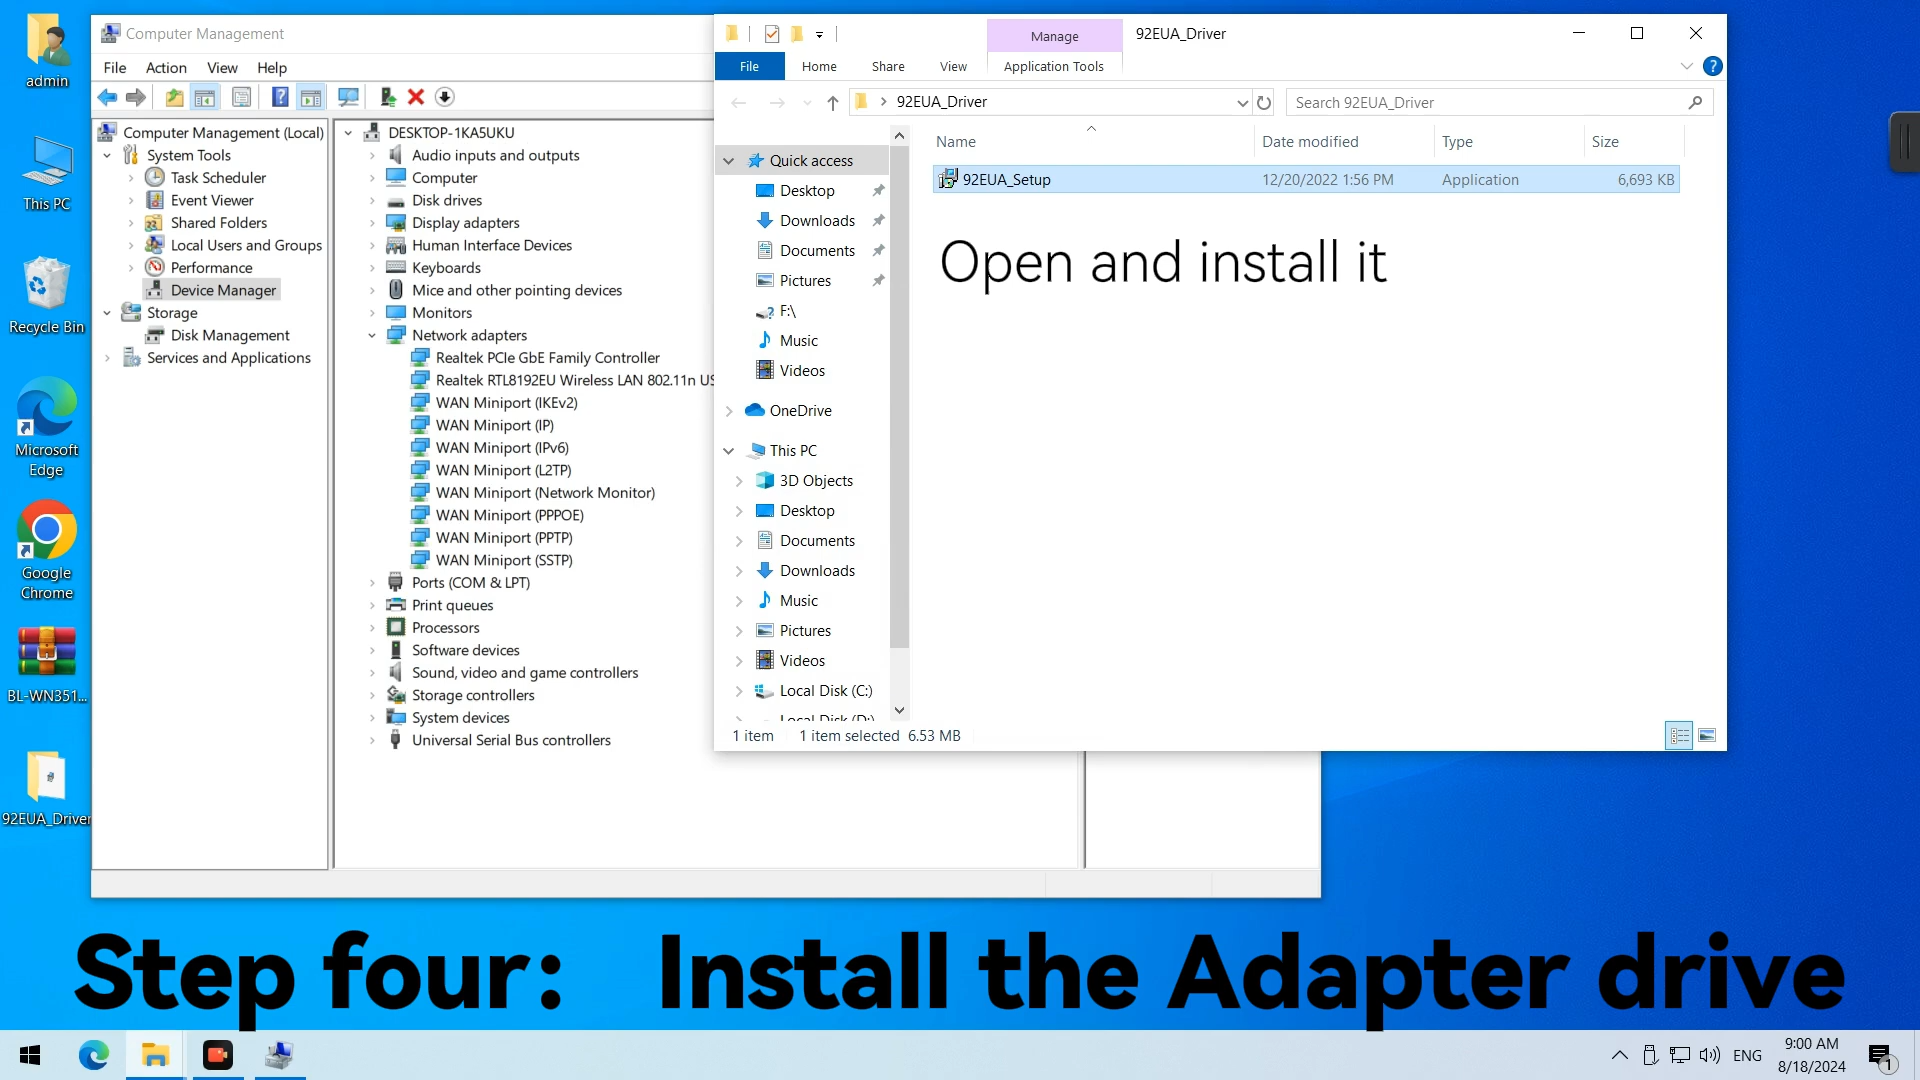 admin
This PC
Recycle Bin
Microsoft
Edge
Google
Chrome
BL-WN351...
92EUA_Driver
Computer Management
File Action View Help
Computer Management (Local)
System Tools
Task Scheduler
Event Viewer
Shared Folders
Local Users and Groups
Performance
Device Manager
Storage
Disk Management
Services and Applications
DESKTOP-1KA5UKU
Audio inputs and outputs
Computer
Disk drives
Display adapters
Human Interface Devices
Keyboards
Mice and other pointing devices
Monitors
Network adapters
Realtek PCIe GbE Family Controller
Realtek RTL8192EU Wireless LAN 802.11n US
WAN Miniport (IKEv2)
WAN Miniport (IP)
WAN Miniport (IPv6)
WAN Miniport (L2TP)
WAN Miniport (Network Monitor)
WAN Miniport (PPPOE)
WAN Miniport (PPTP)
WAN Miniport (SSTP)
Ports (COM & LPT)
Print queues
Processors
Software devices
Sound, video and game controllers
Storage controllers
System devices
Universal Serial Bus controllers
Manage 92EUA_Driver
File Home Share View Application Tools
92EUA_Driver Search 92EUA_Driver
Quick access
Desktop
Downloads
Documents
Pictures
F:\
Music
Videos
OneDrive
This PC
3D Objects
Desktop
Documents
Downloads
Music
Pictures
Videos
Local Disk (C:)
Local Disk (D:)
Name Date modified Type Size
92EUA_Setup 12/20/2022 1:56 PM Application 6,693 KB
Open and install it
1 item 1 item selected 6.53 MB
Step four: Install the Adapter drive
ENG
9:00 AM
8/18/2024
1